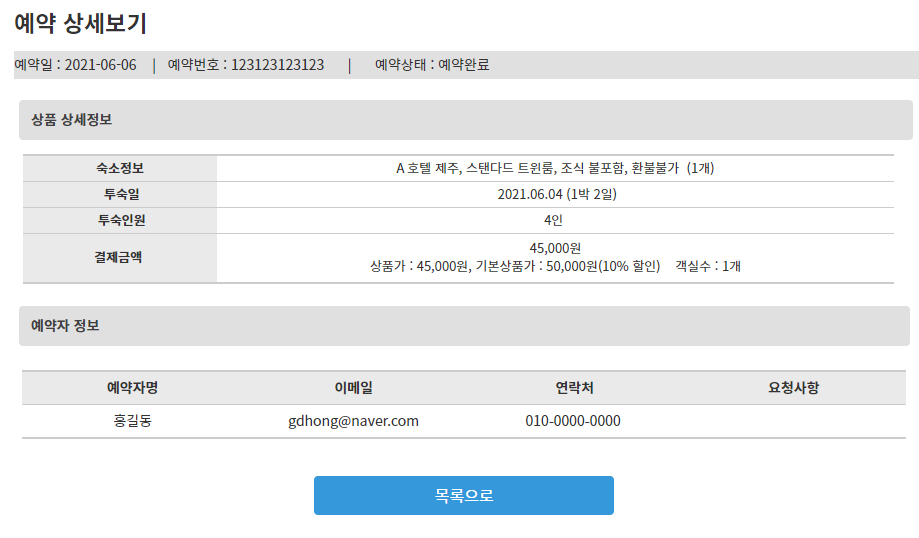 예약 상세보기
예약일 : 2021-06-06 | 예약번호 : 123123123123 | 예약상태 : 예약완료
상품 상세정보
숙소정보 A 호텔 제주, 스탠다드 트윈룸, 조식 불포함, 환불불가 (1개)
투숙일 2021.06.04 (1박 2일)
투숙인원 4인
결제금액 45,000원
상품가 : 45,000원, 기본상품가 : 50,000원(10% 할인) 객실수 : 1개
예약자 정보
예약자명 이메일 연락처 요청사항
홍길동 gdhong@naver.com 010-0000-0000
목록으로